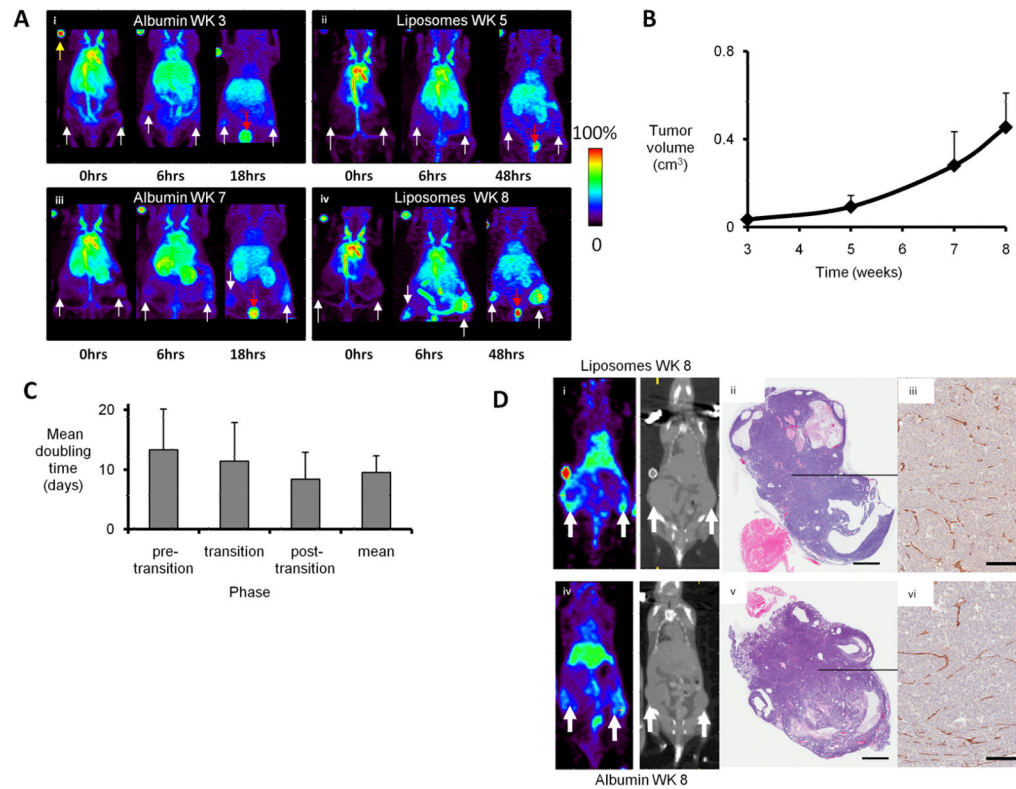 A
i
Albumin WK 3
ii
Liposomes WK 5
0hrs 6hrs 18hrs
0hrs 6hrs 48hrs
100%
0
iii
Albumin WK 7
iv
Liposomes WK 8
0hrs 6hrs 18hrs
0hrs 6hrs 48hrs
B
0.8
0.4
0
Tumor
volume
(cm³)
3 4 5 6 7 8
Time (weeks)
C
20
10
0
Mean
doubling
time
(days)
pre-
transition
transition
post-
transition
mean
Phase
D
Liposomes WK 8
i
ii
iii
iv
v
vi
Albumin WK 8